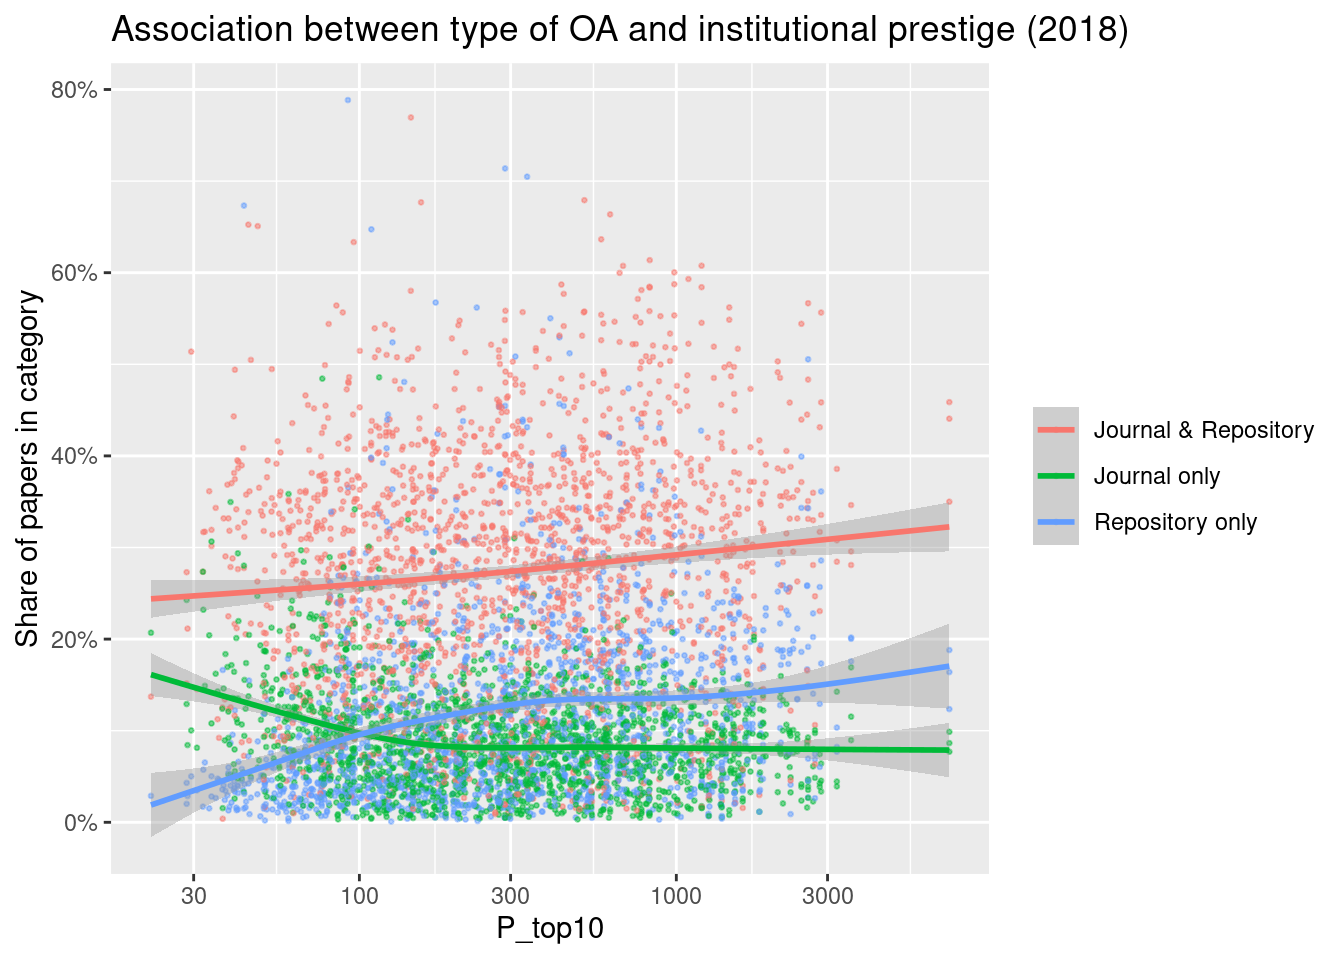 Association between type of OA and institutional prestige (2018)
Share of papers in category
80%
60%
40%
20%
0%
30
100
300
1000
3000
P_top10
Journal & Repository
Journal only
Repository only